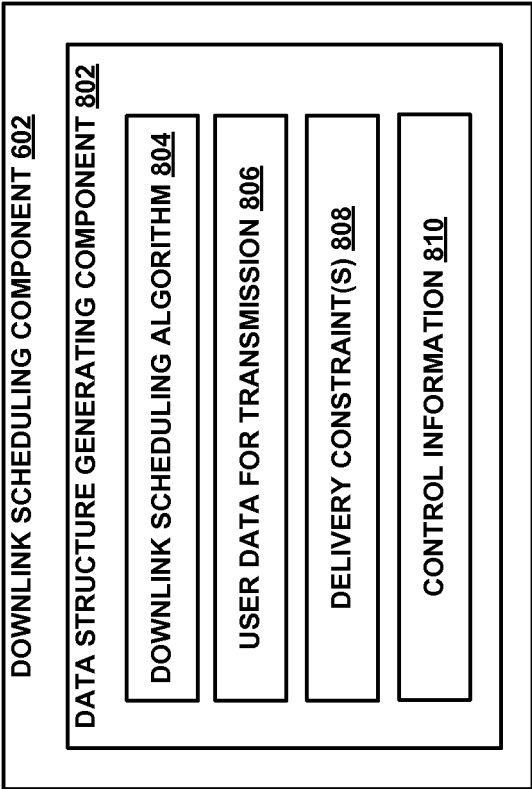 DOWNLINK SCHEDULING COMPONENT 602
DATA STRUCTURE GENERATING COMPONENT 802
DOWNLINK SCHEDULING ALGORITHM 804
USER DATA FOR TRANSMISSION 806
DELIVERY CONSTRAINT(S) 808
CONTROL INFORMATION 810